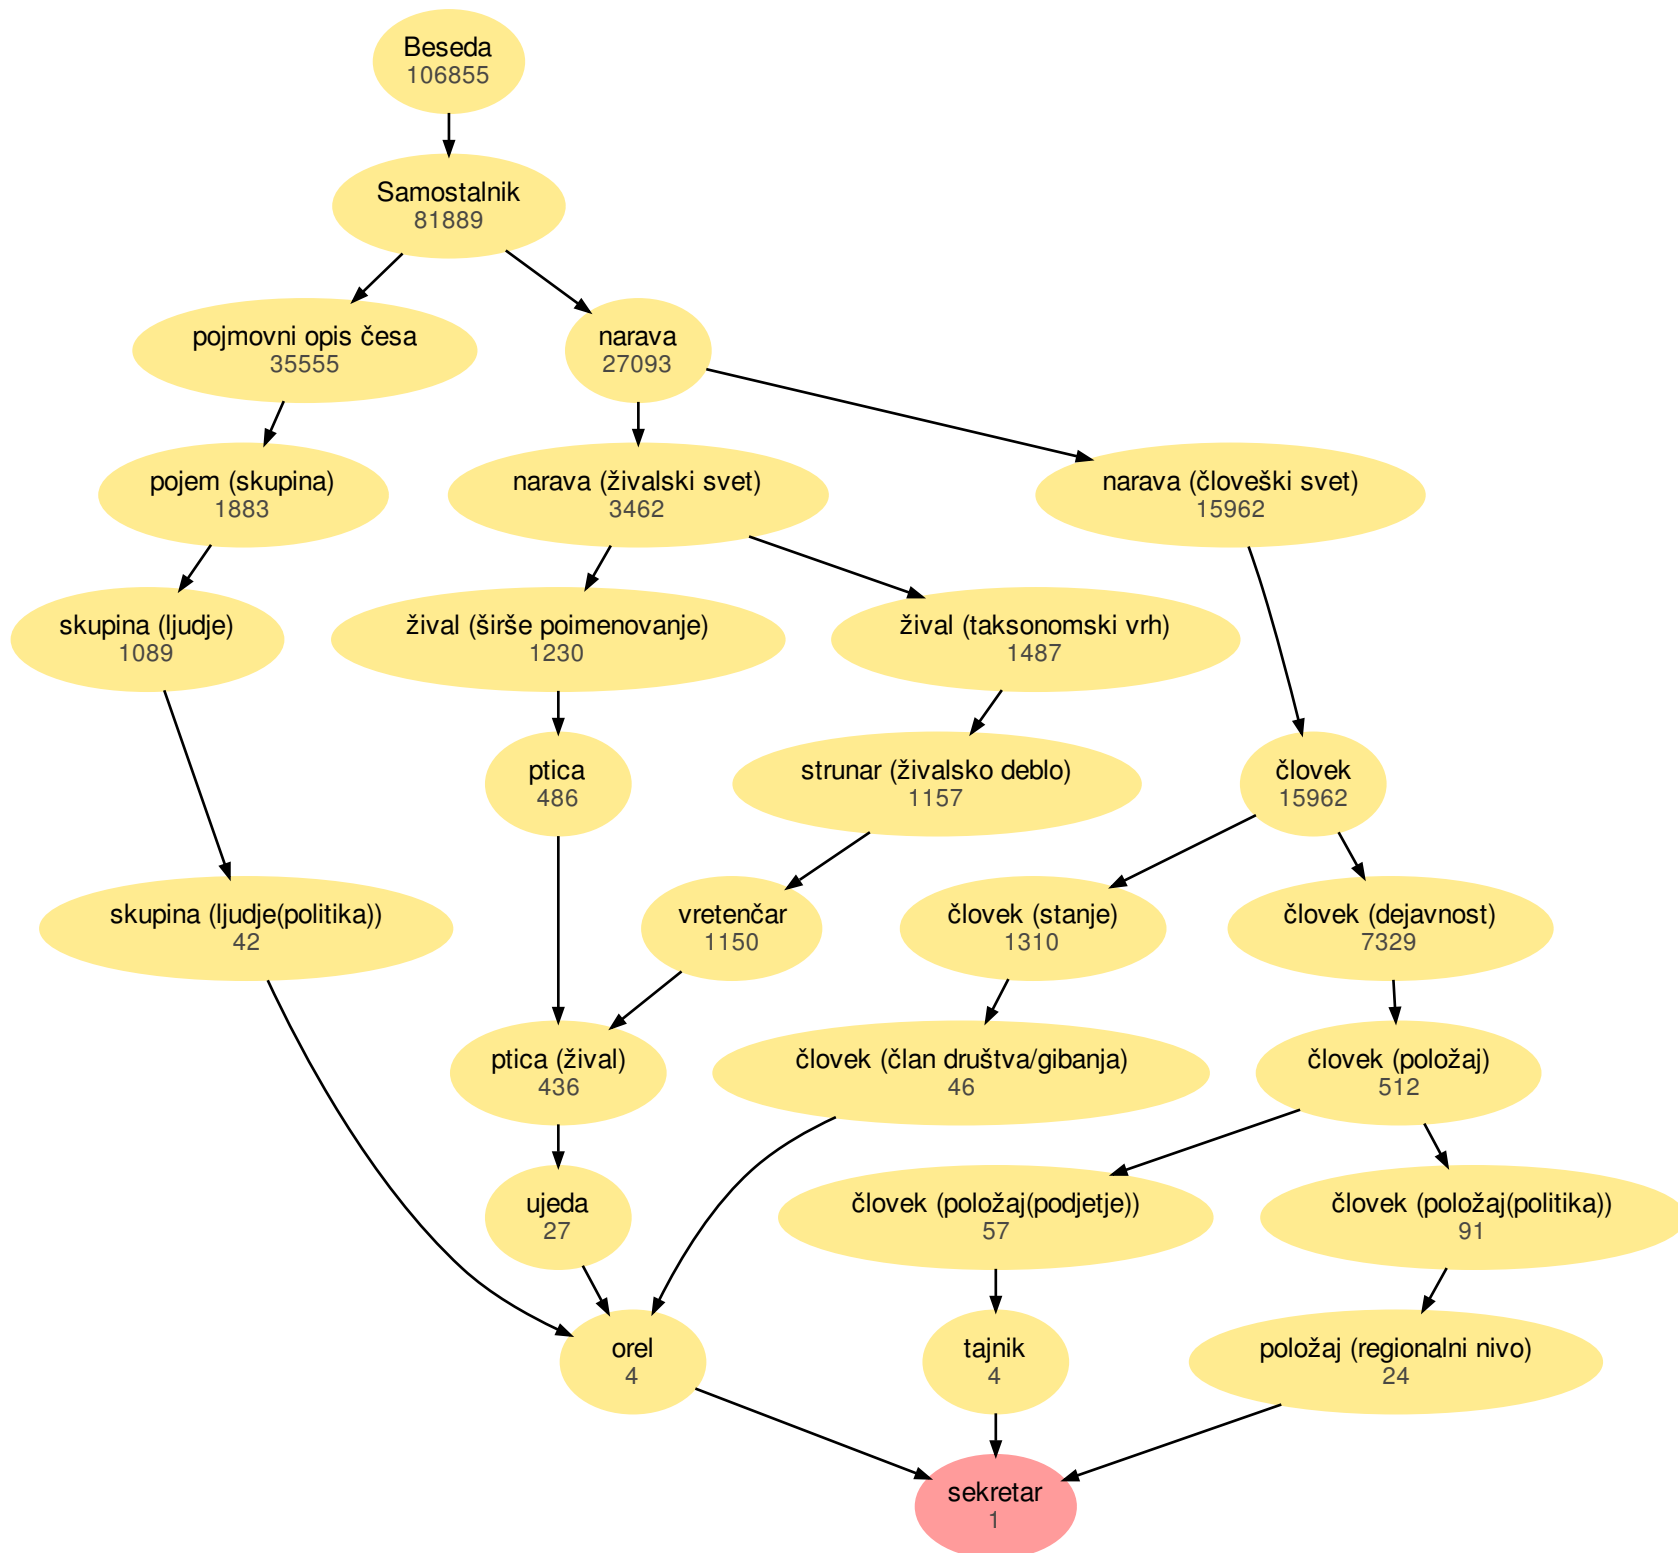 Beseda
106855
Samostalnik
81889
pojmovni opis česa
35555
narava
27093
pojem (skupina)
1883
narava (živalski svet)
3462
narava (človeški svet)
15962
skupina (ljudje)
1089
žival (širše poimenovanje)
1230
žival (taksonomski vrh)
1487
ptica
486
strunar (živalsko deblo)
1157
človek
15962
skupina (ljudje(politika))
42
vretenčar
1150
človek (stanje)
1310
človek (dejavnost)
7329
ptica (žival)
436
človek (član društva/gibanja)
46
človek (položaj)
512
ujeda
27
človek (položaj(podjetje))
57
človek (položaj(politika))
91
orel
4
tajnik
4
položaj (regionalni nivo)
24
sekretar
1